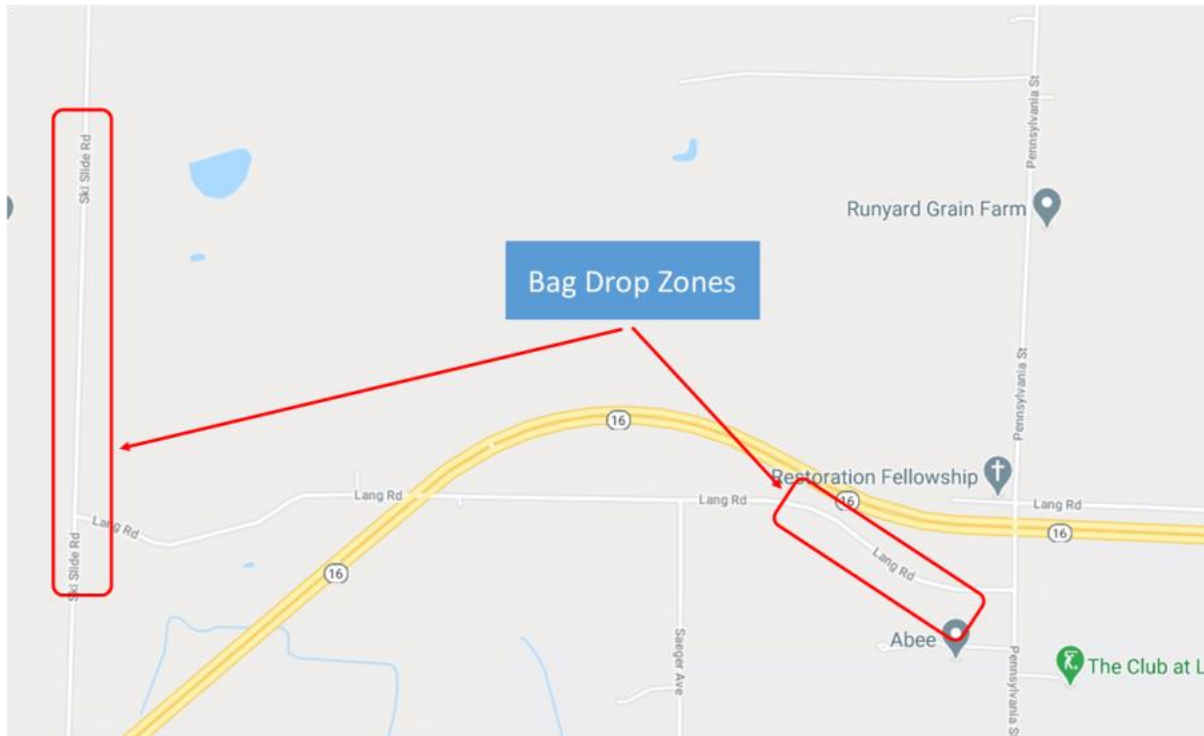 Pennsylvania St
Ski Slide Rd
Runyard Grain Farm
Bag Drop Zones
Pennsylvania St
16
Restoration Fellowship
Lang Rd
Lang Rd
16
Lang Rd
Lang Rd
16
Ski Slide Rd
Lang Rd
16
Abee
Saeger Ave
The Club at L
S Pennsylvania St